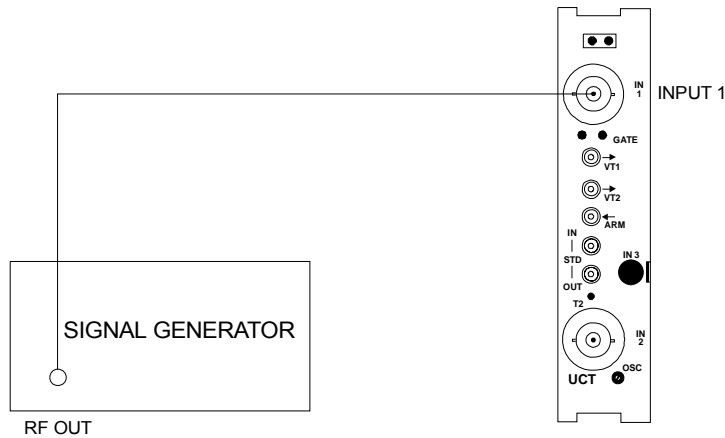 IN
1
INPUT 1
GATE
VT1
VT2
ARM
IN
STD
IN 3
OUT
T2
SIGNAL GENERATOR
IN
2
OSC
UCT
RF OUT